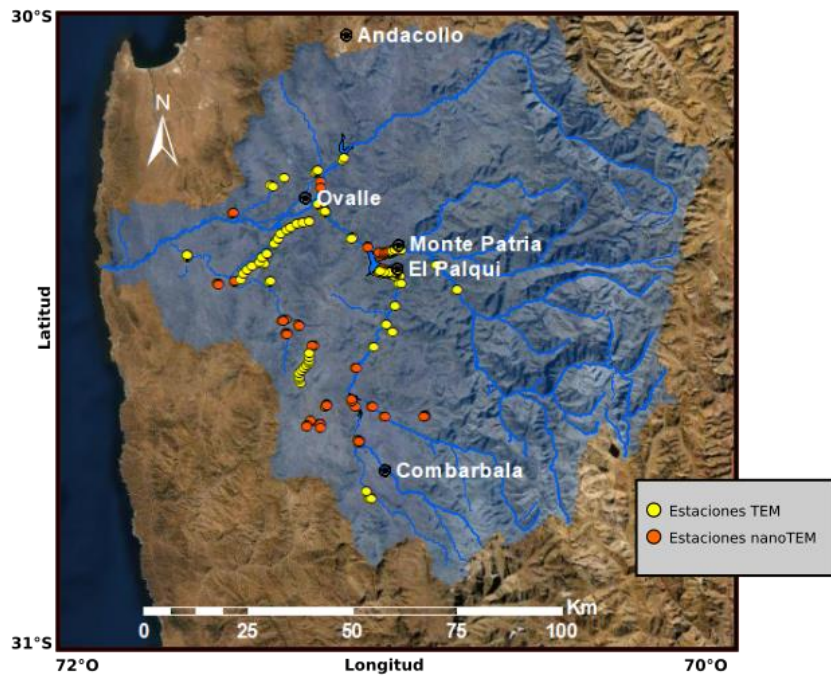 30°S
Andacollo
N
Ovalle
Monte Patria
El Palqui
Latitud
Combarbala
Estaciones TEM
Estaciones nanoTEM
Km
0 25 50 75 100
31°S
72°O Longitud 70°O